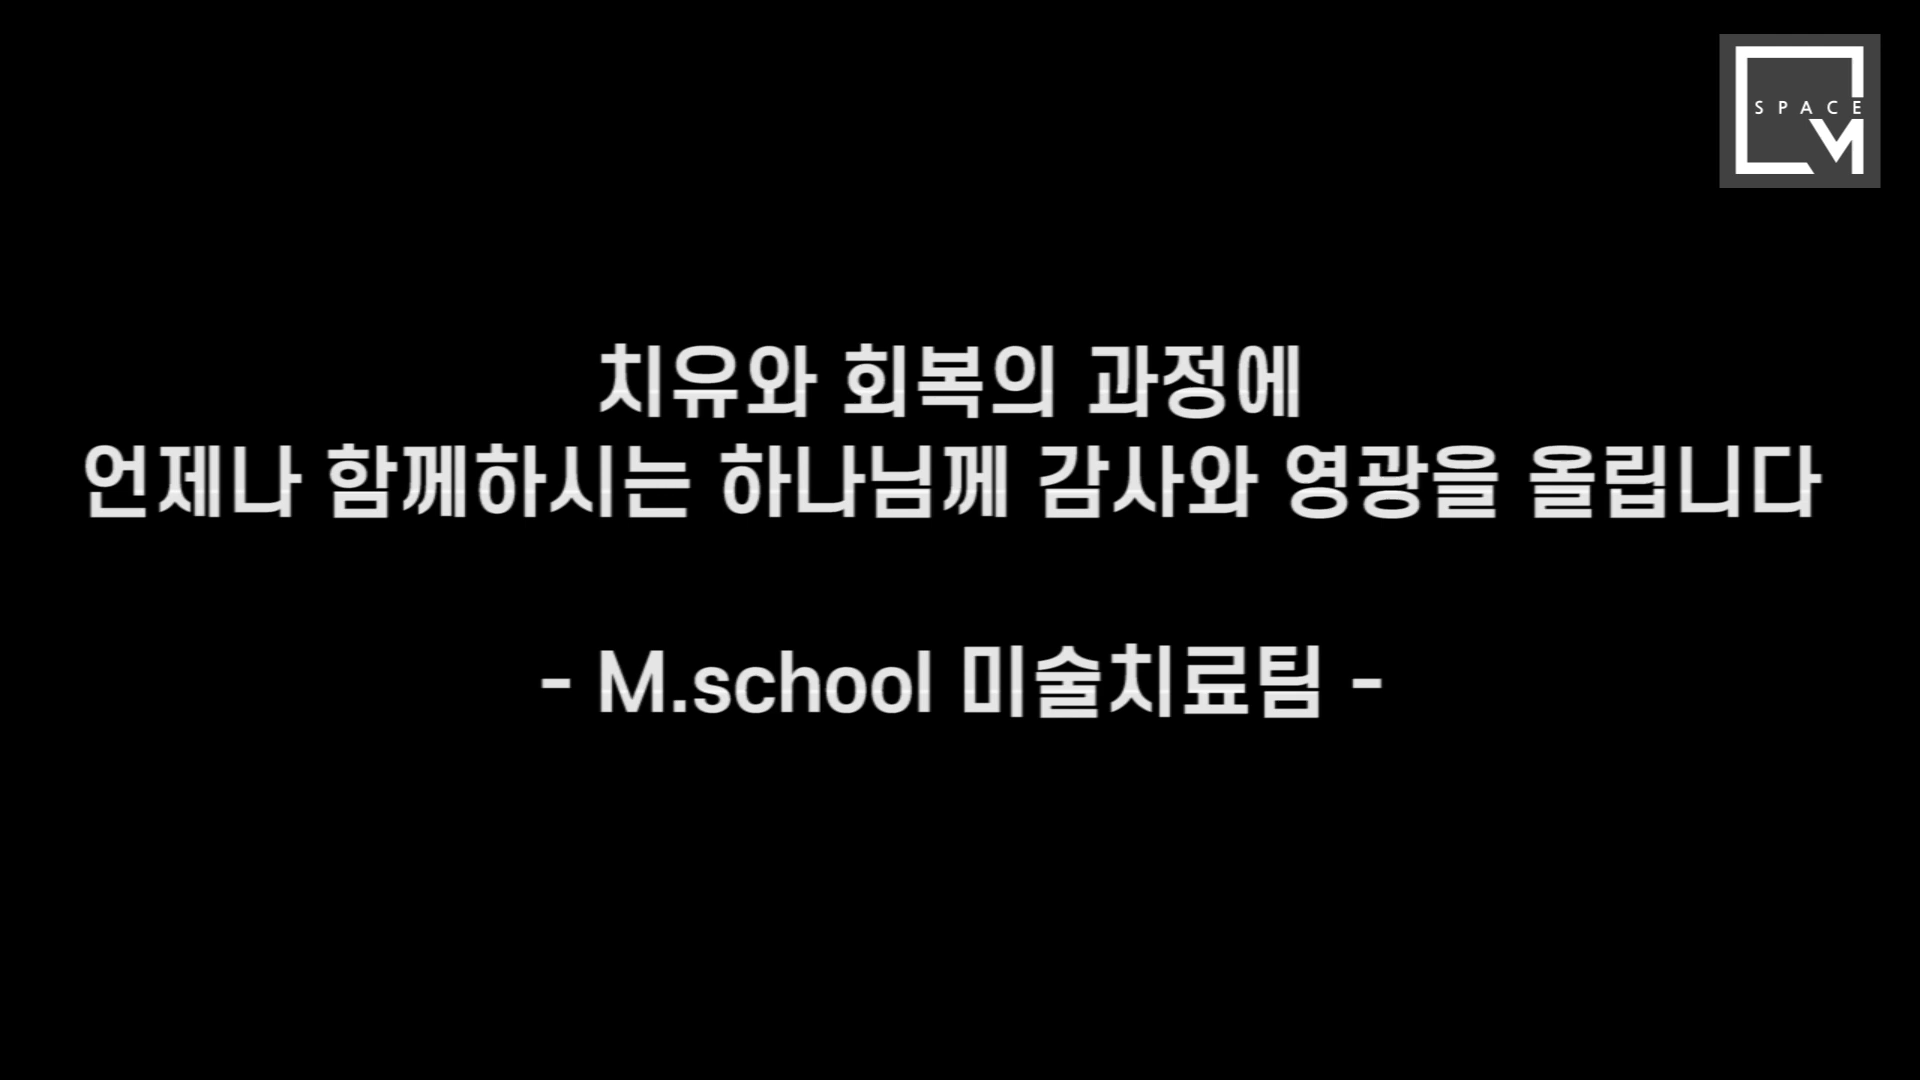 SPACE
M
치유와 회복의 과정에
언제나 함께하시는 하나님께 감사와 영광을 올립니다
- M.school 미술치료팀 -